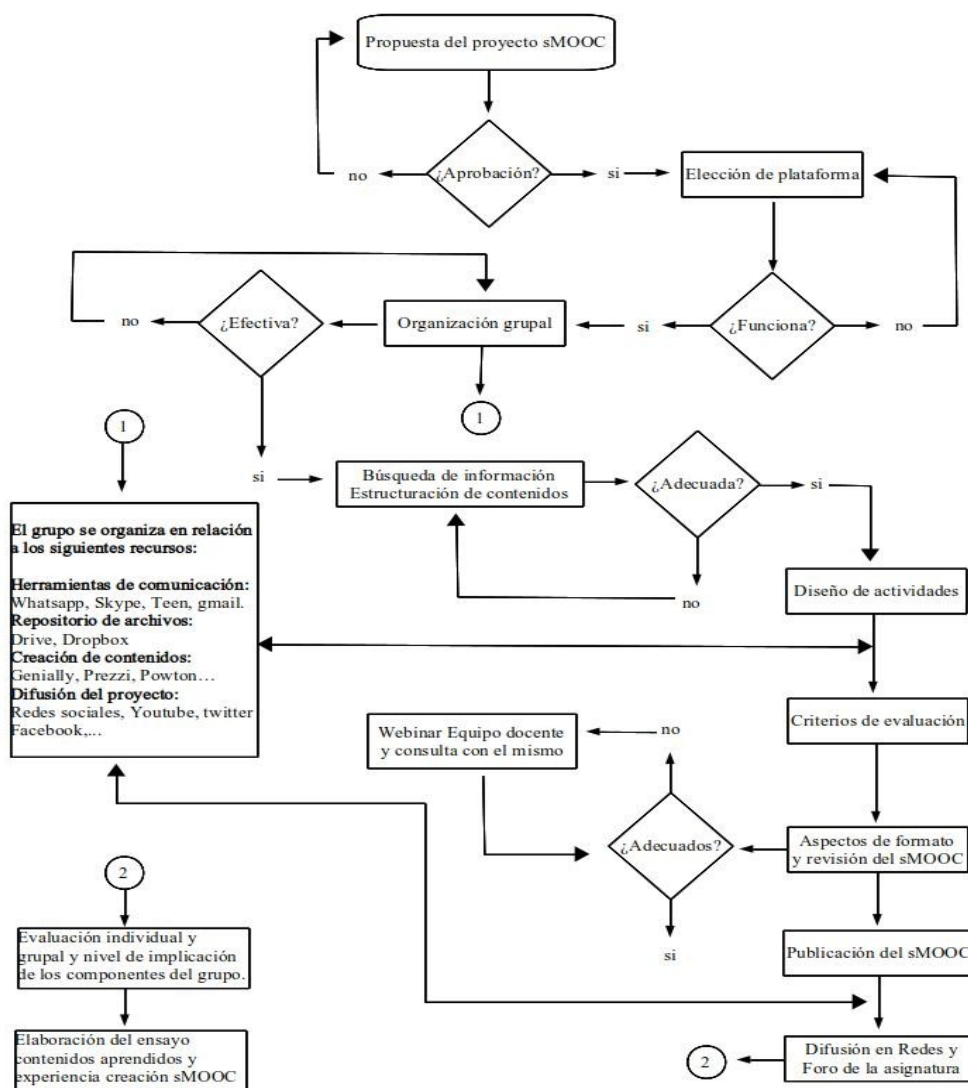 Propuesta del proyecto sMOOC
no
¿Aprobación?
si
Elección de plataforma
no
¿Efectiva?
Organización grupal
si
¿Funciona?
no
1
1
si
Búsqueda de información
Estructuración de contenidos
¿Adecuada?
si
no
El grupo se organiza en relación
a los siguientes recursos:
Herramientas de comunicación:
Whatsapp, Skype, Teen, gmail.
Repositorio de archivos:
Drive, Dropbox
Creación de contenidos:
Genially, Prezzi, Powton...
Difusión del proyecto:
Redes sociales, Youtube, twitter
Facebook,...
Diseño de actividades
Criterios de evaluación
Webinar Equipo docente
y consulta con el mismo
no
¿Adecuados?
Aspectos de formato
y revisión del sMOOC
si
Publicación del sMOOC
2
Evaluación individual y
grupal y nivel de implicación
de los componentes del grupo.
Elaboración del ensayo
contenidos aprendidos y
experiencia creación sMOOC
2
Difusión en Redes y
Foro de la asignatura